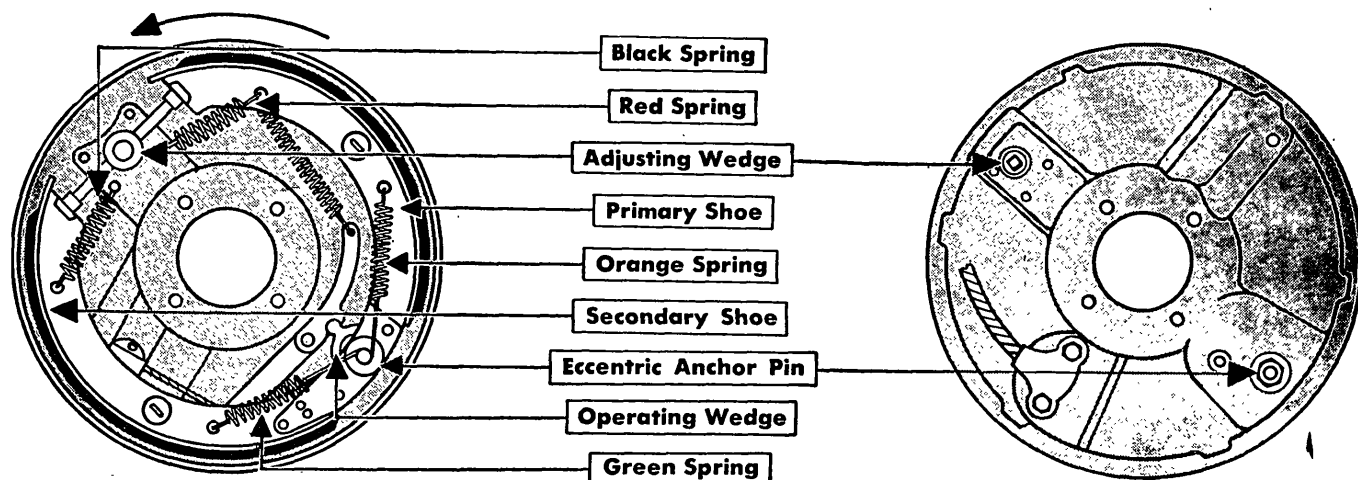 Black Spring
Red Spring
Adjusting Wedge
Primary Shoe
Orange Spring
Secondary Shoe
Eccentric Anchor Pin
Operating Wedge
Green Spring